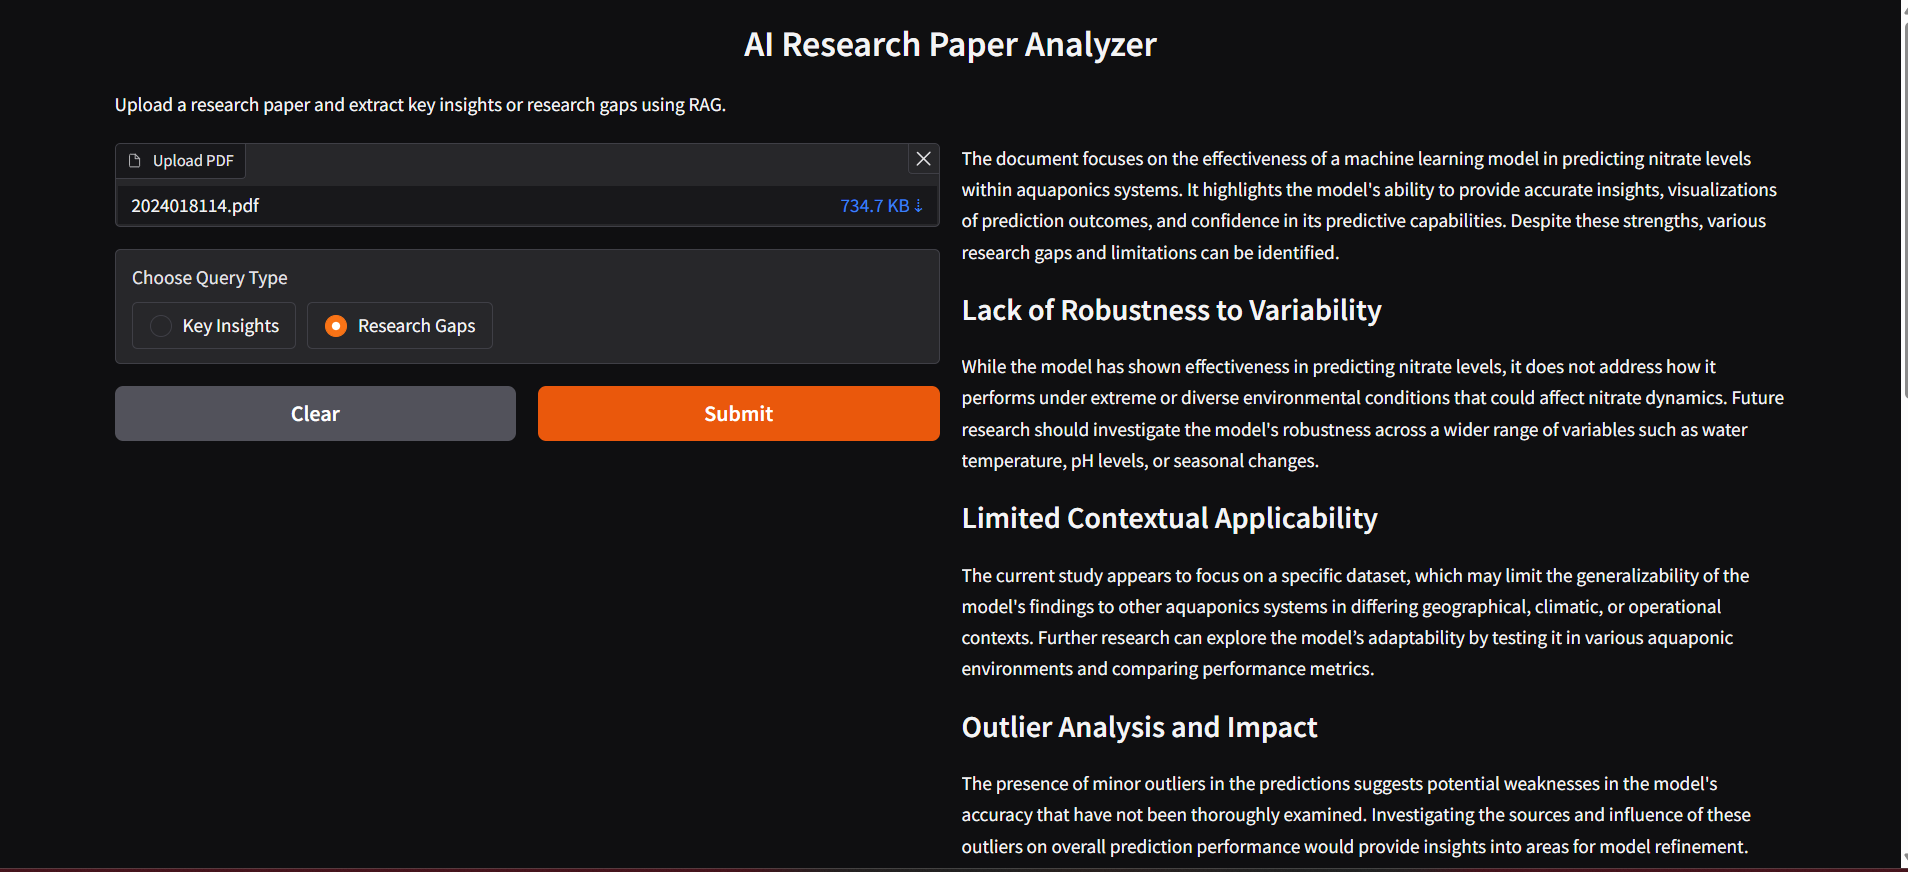 AI Research Paper Analyzer
Upload a research paper and extract key insights or research gaps using RAG.
Upload PDF
2024018114.pdf
734.7 KB ↓
Choose Query Type
Key Insights
Research Gaps
Clear
Submit
The document focuses on the effectiveness of a machine learning model in predicting nitrate levels
within aquaponics systems. It highlights the model's ability to provide accurate insights, visualizations
of prediction outcomes, and confidence in its predictive capabilities. Despite these strengths, various
research gaps and limitations can be identified.
Lack of Robustness to Variability
While the model has shown effectiveness in predicting nitrate levels, it does not address how it
performs under extreme or diverse environmental conditions that could affect nitrate dynamics. Future
research should investigate the model's robustness across a wider range of variables such as water
temperature, pH levels, or seasonal changes.
Limited Contextual Applicability
The current study appears to focus on a specific dataset, which may limit the generalizability of the
model's findings to other aquaponics systems in differing geographical, climatic, or operational
contexts. Further research can explore the model’s adaptability by testing it in various aquaponic
environments and comparing performance metrics.
Outlier Analysis and Impact
The presence of minor outliers in the predictions suggests potential weaknesses in the model's
accuracy that have not been thoroughly examined. Investigating the sources and influence of these
outliers on overall prediction performance would provide insights into areas for model refinement.